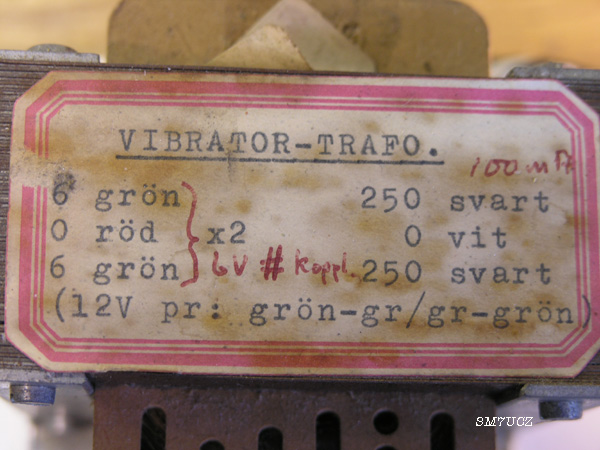 VIBRATOR-TRAFO.
100 mA
6 grön 250 svart
0 röd } x2 0 vit
6 grön 6V # Koppl. 250 svart
(12V pr: grön-gr/gr-grön)
SM7UCZ